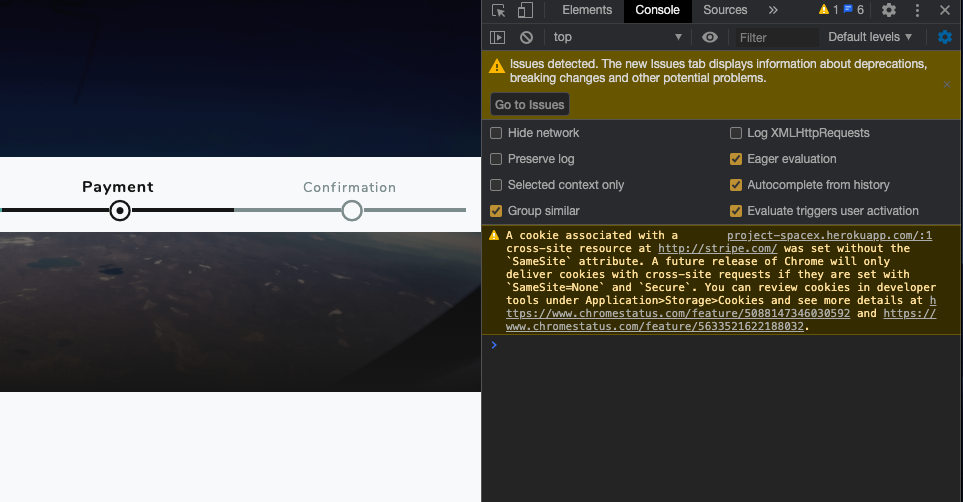 Payment
Confirmation
Elements
Console
Sources
»
1
6
top
Filter
Default levels
Issues detected. The new Issues tab displays information about deprecations,
breaking changes and other potential problems.
Go to Issues
Hide network
Log XMLHttpRequests
Preserve log
Eager evaluation
Selected context only
Autocomplete from history
Group similar
Evaluate triggers user activation
A cookie associated with a project-spacex.herokuapp.com/:1
cross-site resource at http://stripe.com/ was set without the
`SameSite` attribute. A future release of Chrome will only
deliver cookies with cross-site requests if they are set with
`SameSite=None` and `Secure`. You can review cookies in developer
tools under Application>Storage>Cookies and see more details at h
ttps://www.chromestatus.com/feature/5088147346030592 and https://
www.chromestatus.com/feature/5633521622188032.